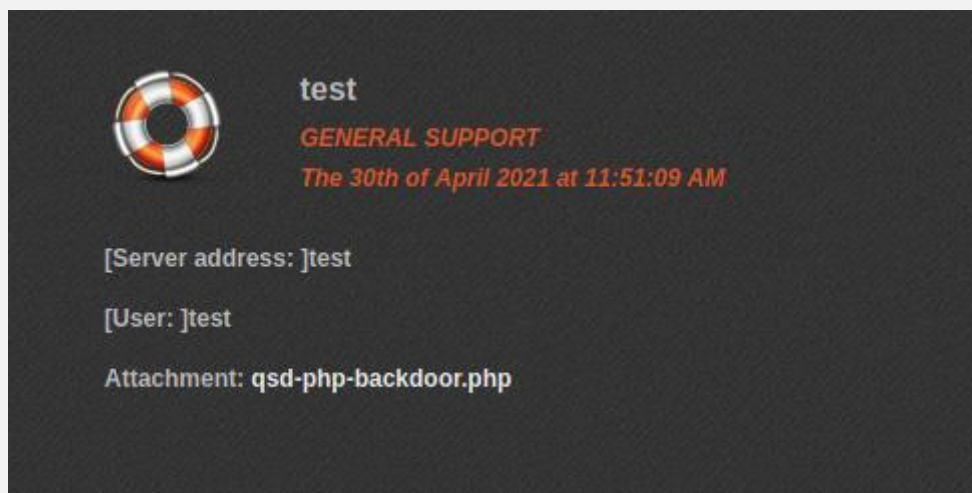 test
GENERAL SUPPORT
The 30th of April 2021 at 11:51:09 AM
[Server address: ]test
[User: ]test
Attachment: qsd-php-backdoor.php